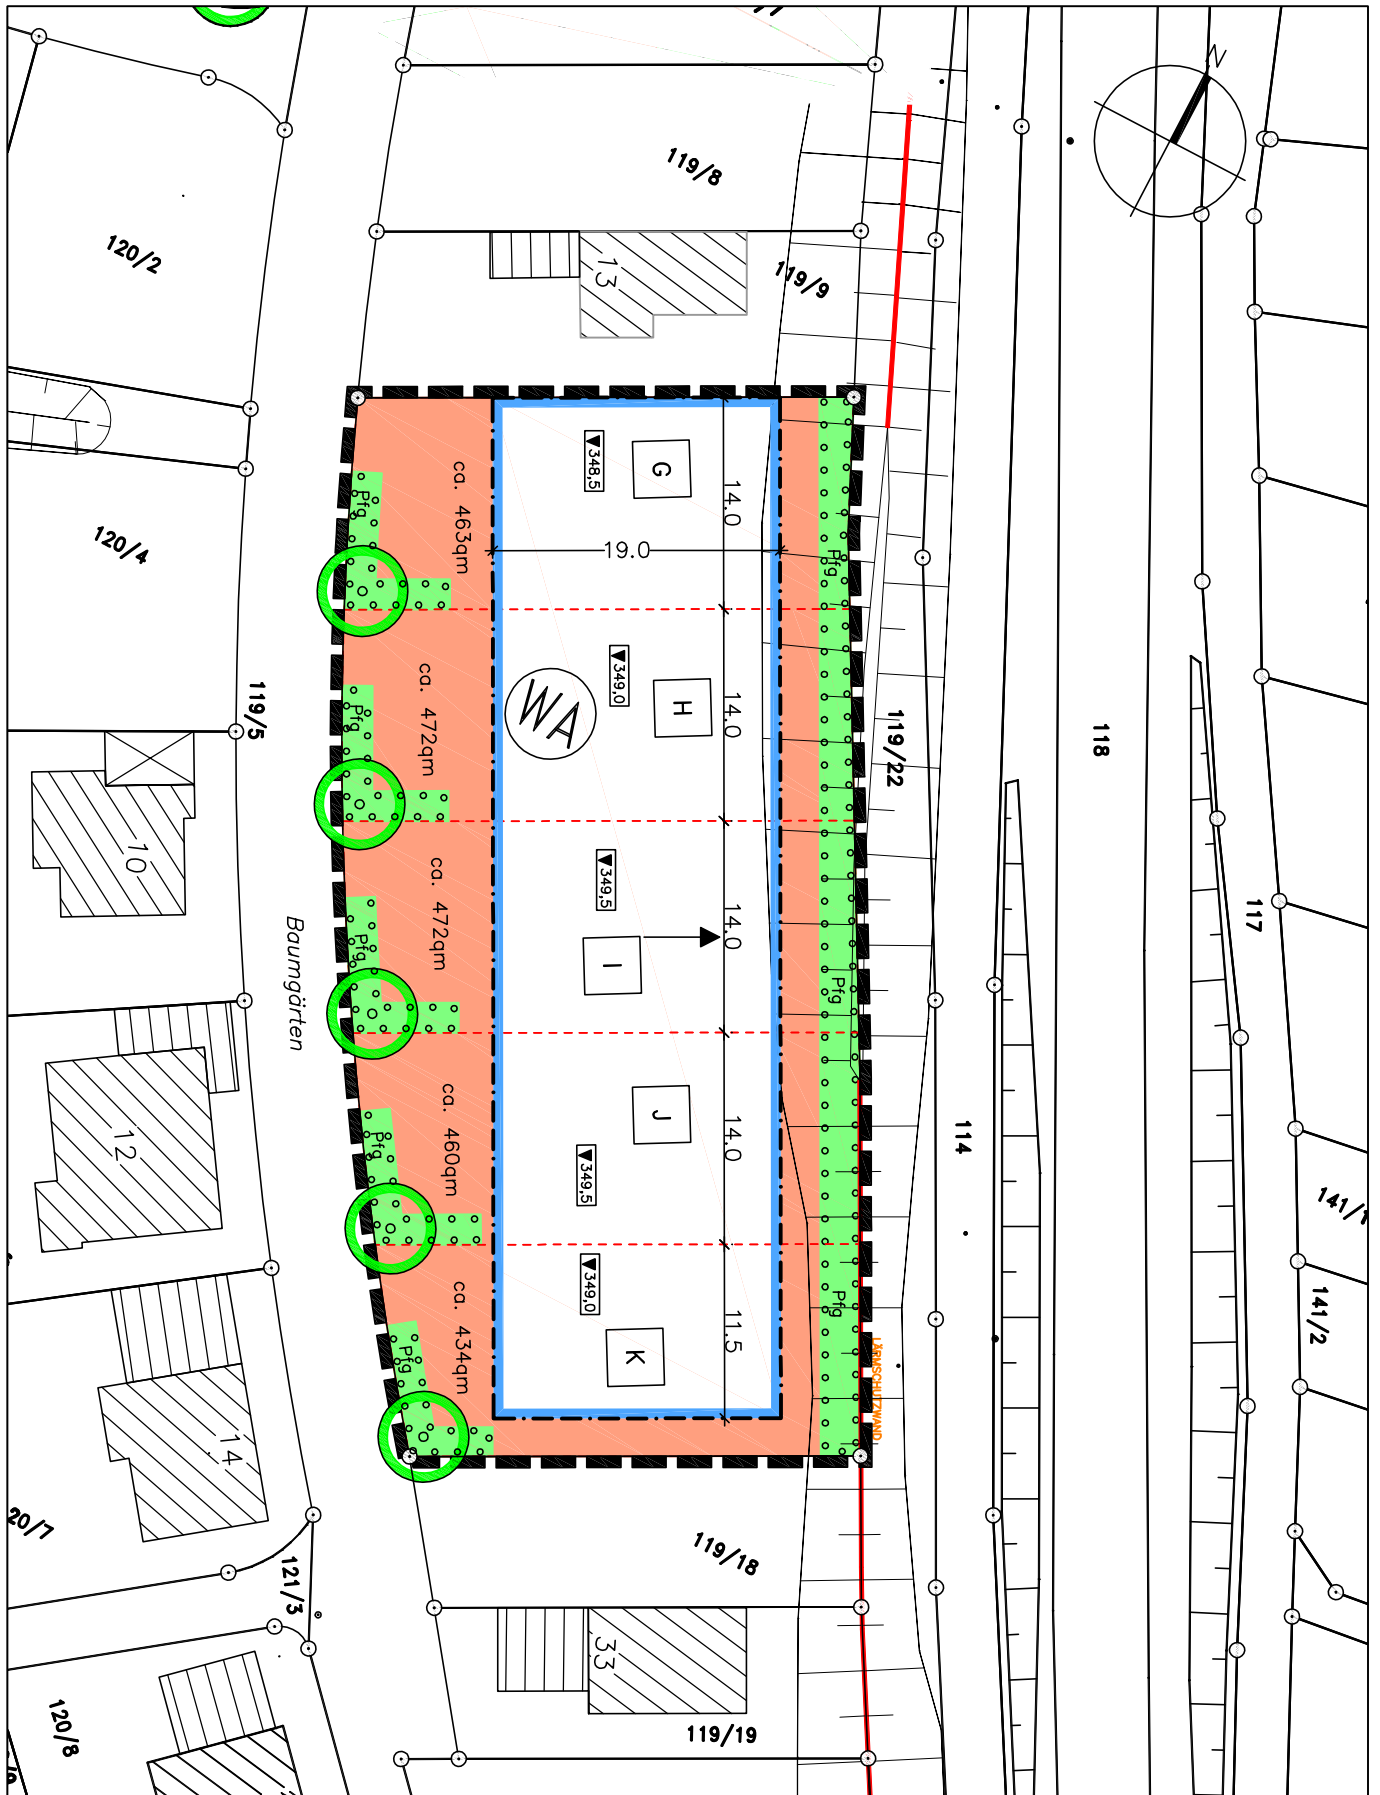 N
119/8
120/2
13
119/9
G
▼348,5
14.0
ca. 463qm
Pfg
Pfg
19.0
120/4
H
▼349,0
14.0
ca. 472qm
Pfg
WA
119/5
119/22
118
10
▼349,5
14.0
ca. 472qm
I
Pfg
Pfg
117
Baumgärten
J
14.0
ca. 460qm
Pfg
▼349,5
114
12
141/2
▼349,0
11.5
ca. 434qm
K
Pfg
Pfg
LÄRMSCHUTZWAND
14
20/7
119/18
121/3
33
119/19
120/8